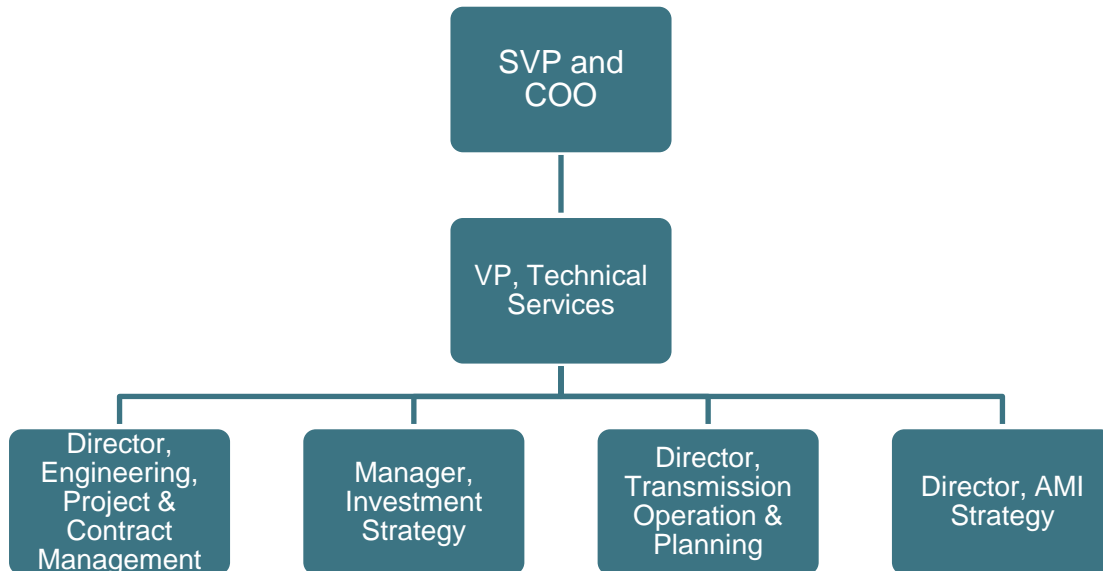 SVP and
COO
VP, Technical
Services
Director,
Engineering,
Project &
Contract
Management
Manager,
Investment
Strategy
Director,
Transmission
Operation &
Planning
Director, AMI
Strategy